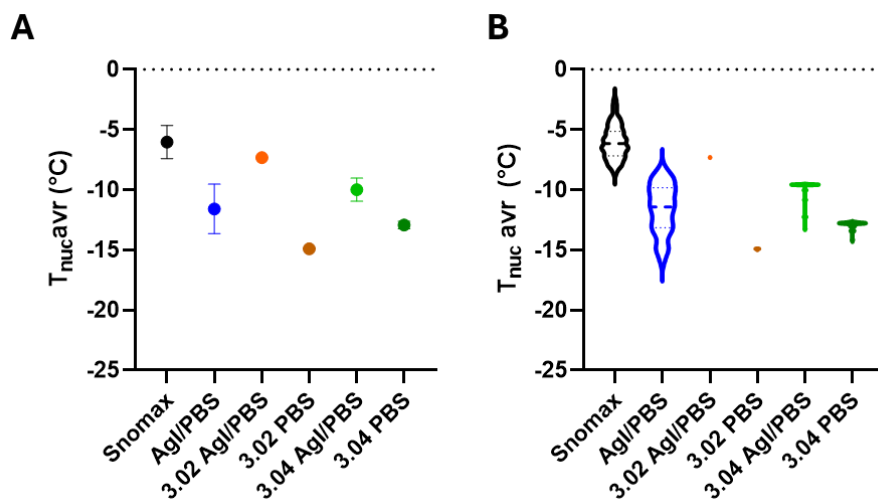 A
0
-5
-10
-15
-20
-25
Tnuc avr (°C)
Snomax
AgI/PBS
3.02 AgI/PBS
3.02 PBS
3.04 AgI/PBS
3.04 PBS
B
0
-5
-10
-15
-20
-25
Tnuc avr (°C)
Snomax
AgI/PBS
3.02 AgI/PBS
3.02 PBS
3.04 AgI/PBS
3.04 PBS